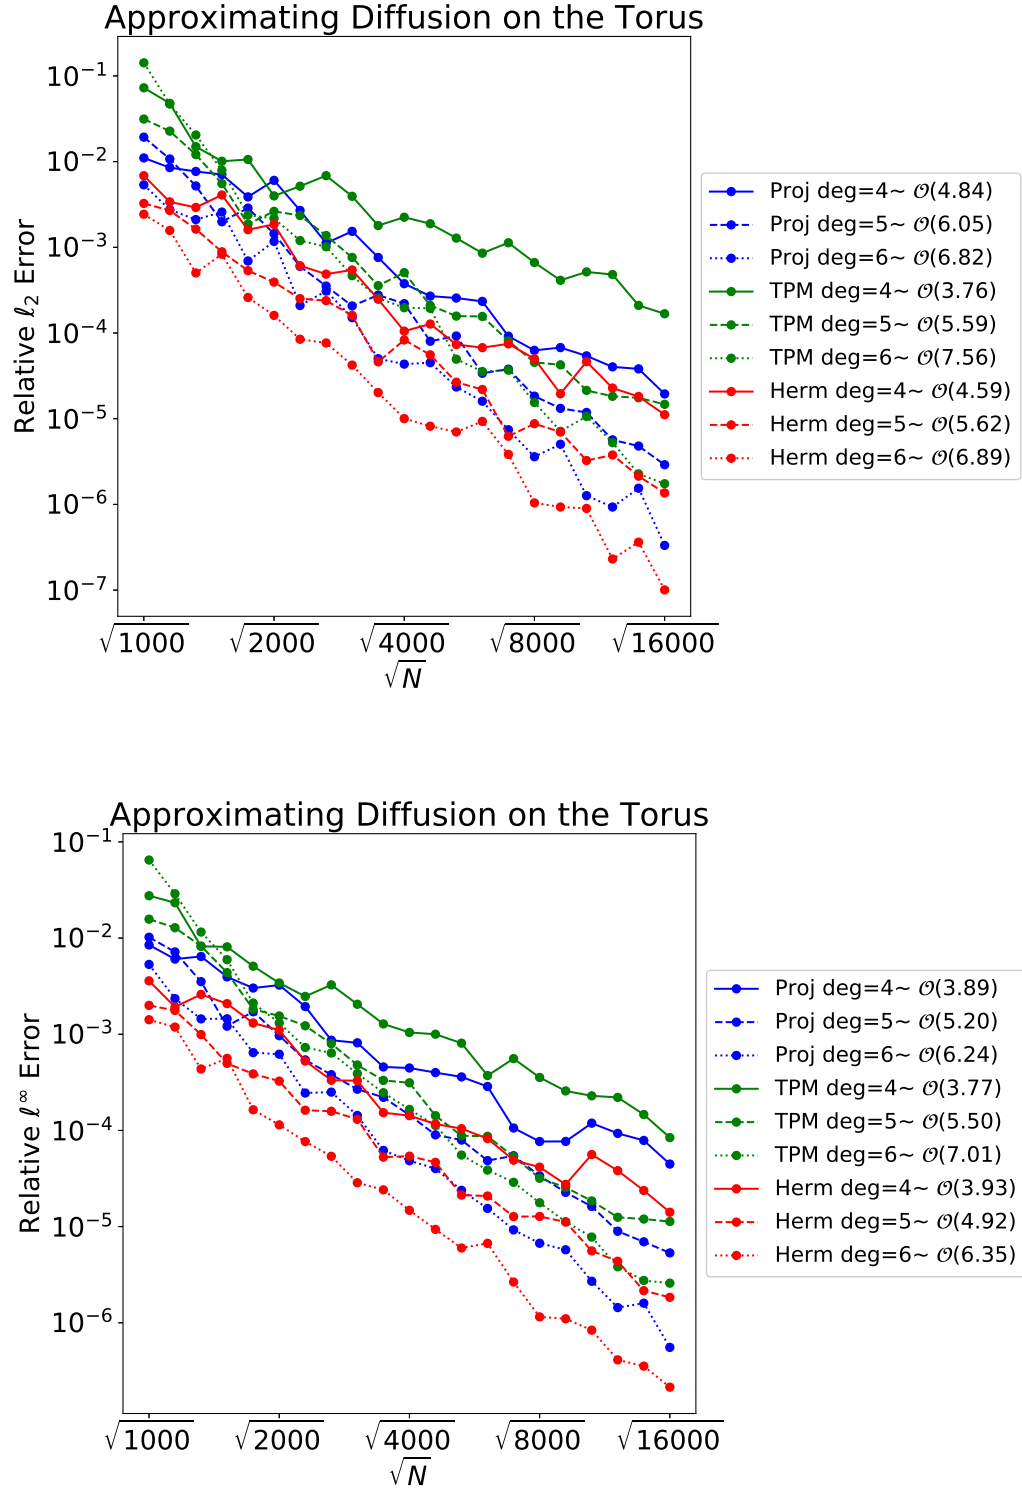 Approximating Diffusion on the Torus
Relative ℓ₂ Error
10⁻¹
10⁻²
10⁻³
10⁻⁴
10⁻⁵
10⁻⁶
10⁻⁷
√1000 √2000 √4000 √8000 √16000
√N
Proj deg=4~ 𝒪(4.84)
Proj deg=5~ 𝒪(6.05)
Proj deg=6~ 𝒪(6.82)
TPM deg=4~ 𝒪(3.76)
TPM deg=5~ 𝒪(5.59)
TPM deg=6~ 𝒪(7.56)
Herm deg=4~ 𝒪(4.59)
Herm deg=5~ 𝒪(5.62)
Herm deg=6~ 𝒪(6.89)
Approximating Diffusion on the Torus
Relative ℓ^∞ Error
10⁻¹
10⁻²
10⁻³
10⁻⁴
10⁻⁵
10⁻⁶
√1000 √2000 √4000 √8000 √16000
√N
Proj deg=4~ 𝒪(3.89)
Proj deg=5~ 𝒪(5.20)
Proj deg=6~ 𝒪(6.24)
TPM deg=4~ 𝒪(3.77)
TPM deg=5~ 𝒪(5.50)
TPM deg=6~ 𝒪(7.01)
Herm deg=4~ 𝒪(3.93)
Herm deg=5~ 𝒪(4.92)
Herm deg=6~ 𝒪(6.35)